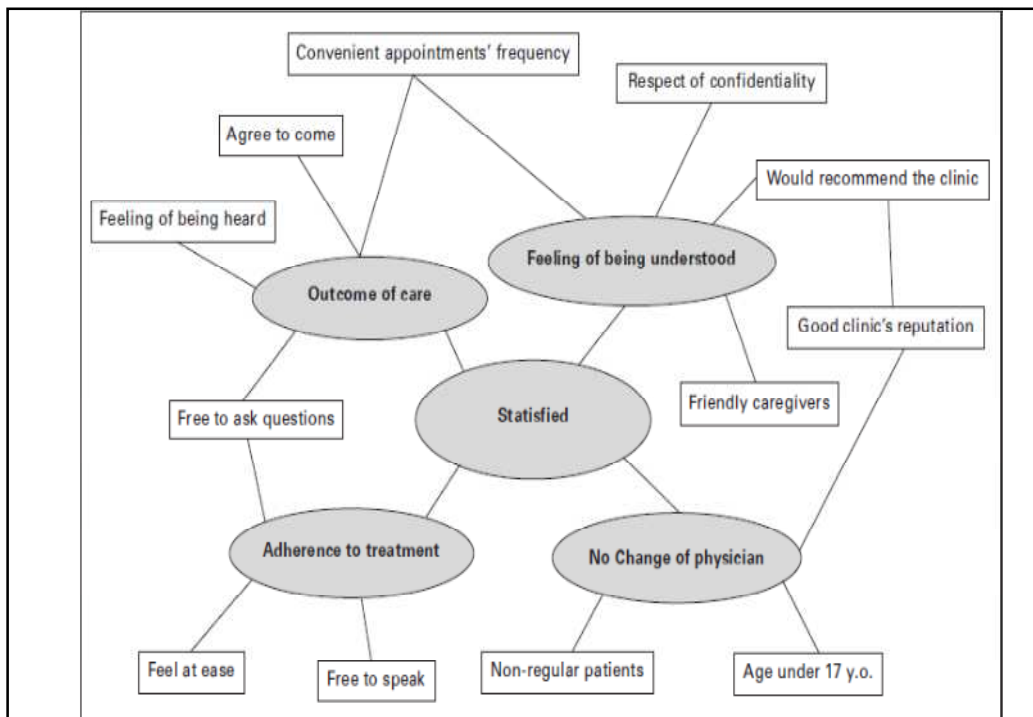 Convenient appointments' frequency
Respect of confidentiality
Agree to come
Would recommend the clinic
Feeling of being heard
Feeling of being understood
Outcome of care
Good clinic's reputation
Friendly caregivers
Free to ask questions
Statisfied
Adherence to treatment
No Change of physician
Feel at ease
Free to speak
Non-regular patients
Age under 17 y.o.